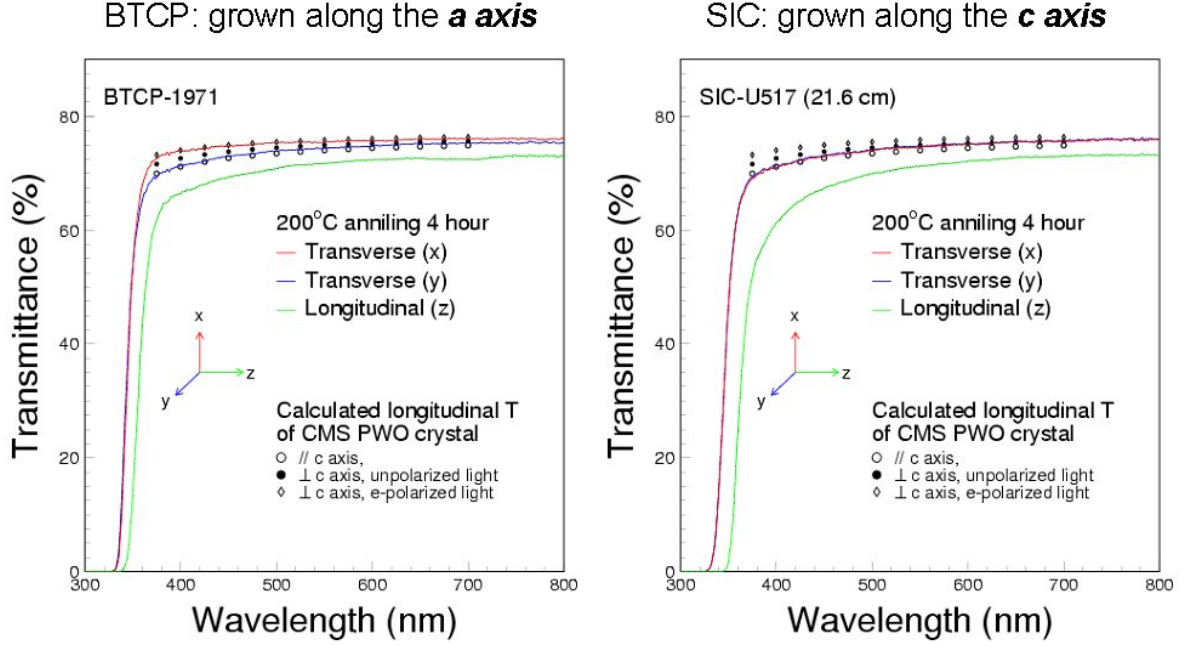 BTCP: grown along the a axis
BTCP-1971
80
60
40
20
0
300
400
500
600
700
800
Transmittance (%)
Wavelength (nm)
200°C anniling 4 hour
Transverse (x)
Transverse (y)
Longitudinal (z)
x
y
z
Calculated longitudinal T
of CMS PWO crystal
// c axis,
⊥ c axis, unpolarized light
⊥ c axis, e-polarized light
SIC: grown along the c axis
SIC-U517 (21.6 cm)
80
60
40
20
0
300
400
500
600
700
800
Transmittance (%)
Wavelength (nm)
200°C anniling 4 hour
Transverse (x)
Transverse (y)
Longitudinal (z)
x
y
z
Calculated longitudinal T
of CMS PWO crystal
// c axis,
⊥ c axis, unpolarized light
⊥ c axis, e-polarized light